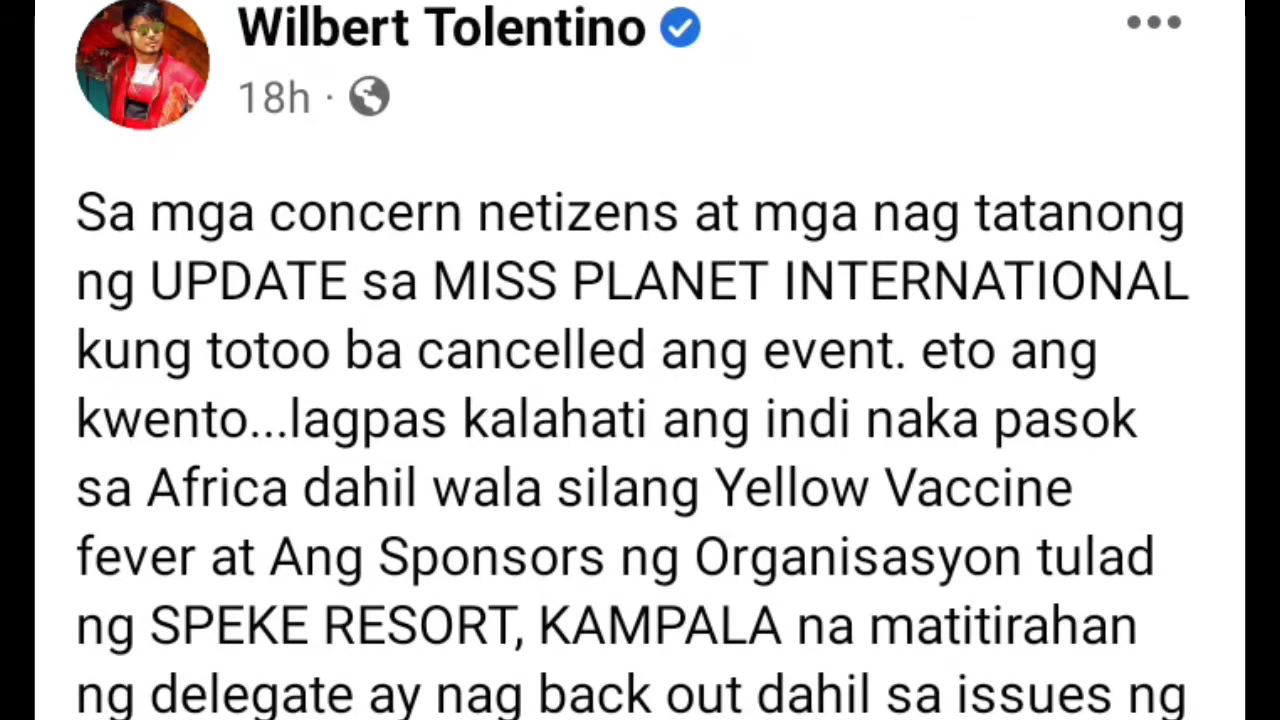 Wilbert Tolentino
18h ·
Sa mga concern netizens at mga nag tatanong
ng UPDATE sa MISS PLANET INTERNATIONAL
kung totoo ba cancelled ang event. eto ang
kwento...lagpas kalahati ang indi naka pasok
sa Africa dahil wala silang Yellow Vaccine
fever at Ang Sponsors ng Organisasyon tulad
ng SPEKE RESORT, KAMPALA na matitirahan
ng delegate ay nag back out dahil sa issues ng